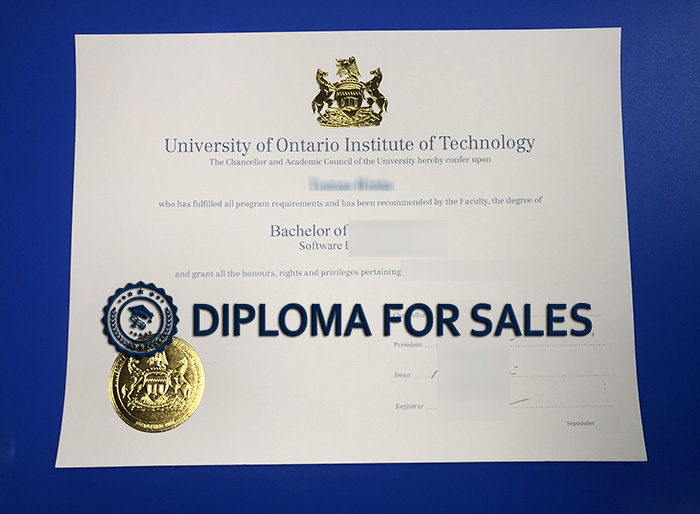 University of Ontario Institute of Technology
The Chancellor and Academic Council of the University hereby confer upon
who has fulfilled all program requirements and has been recommended by the Faculty, the degree of
Bachelor of
Software
and grant all the honours, rights and privileges pertaining
Chancellor
DIPLOMA FOR SALES
President
Dean
Registrar
September